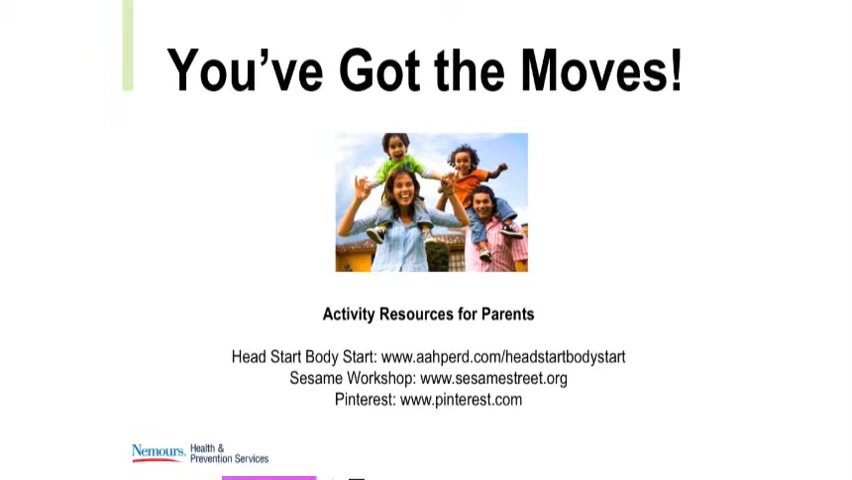 You've Got the Moves!
Activity Resources for Parents
Head Start Body Start: www.aahperd.com/headstartbodystart
Sesame Workshop: www.sesamestreet.org
Pinterest: www.pinterest.com
Nemours. Health &
Prevention Services